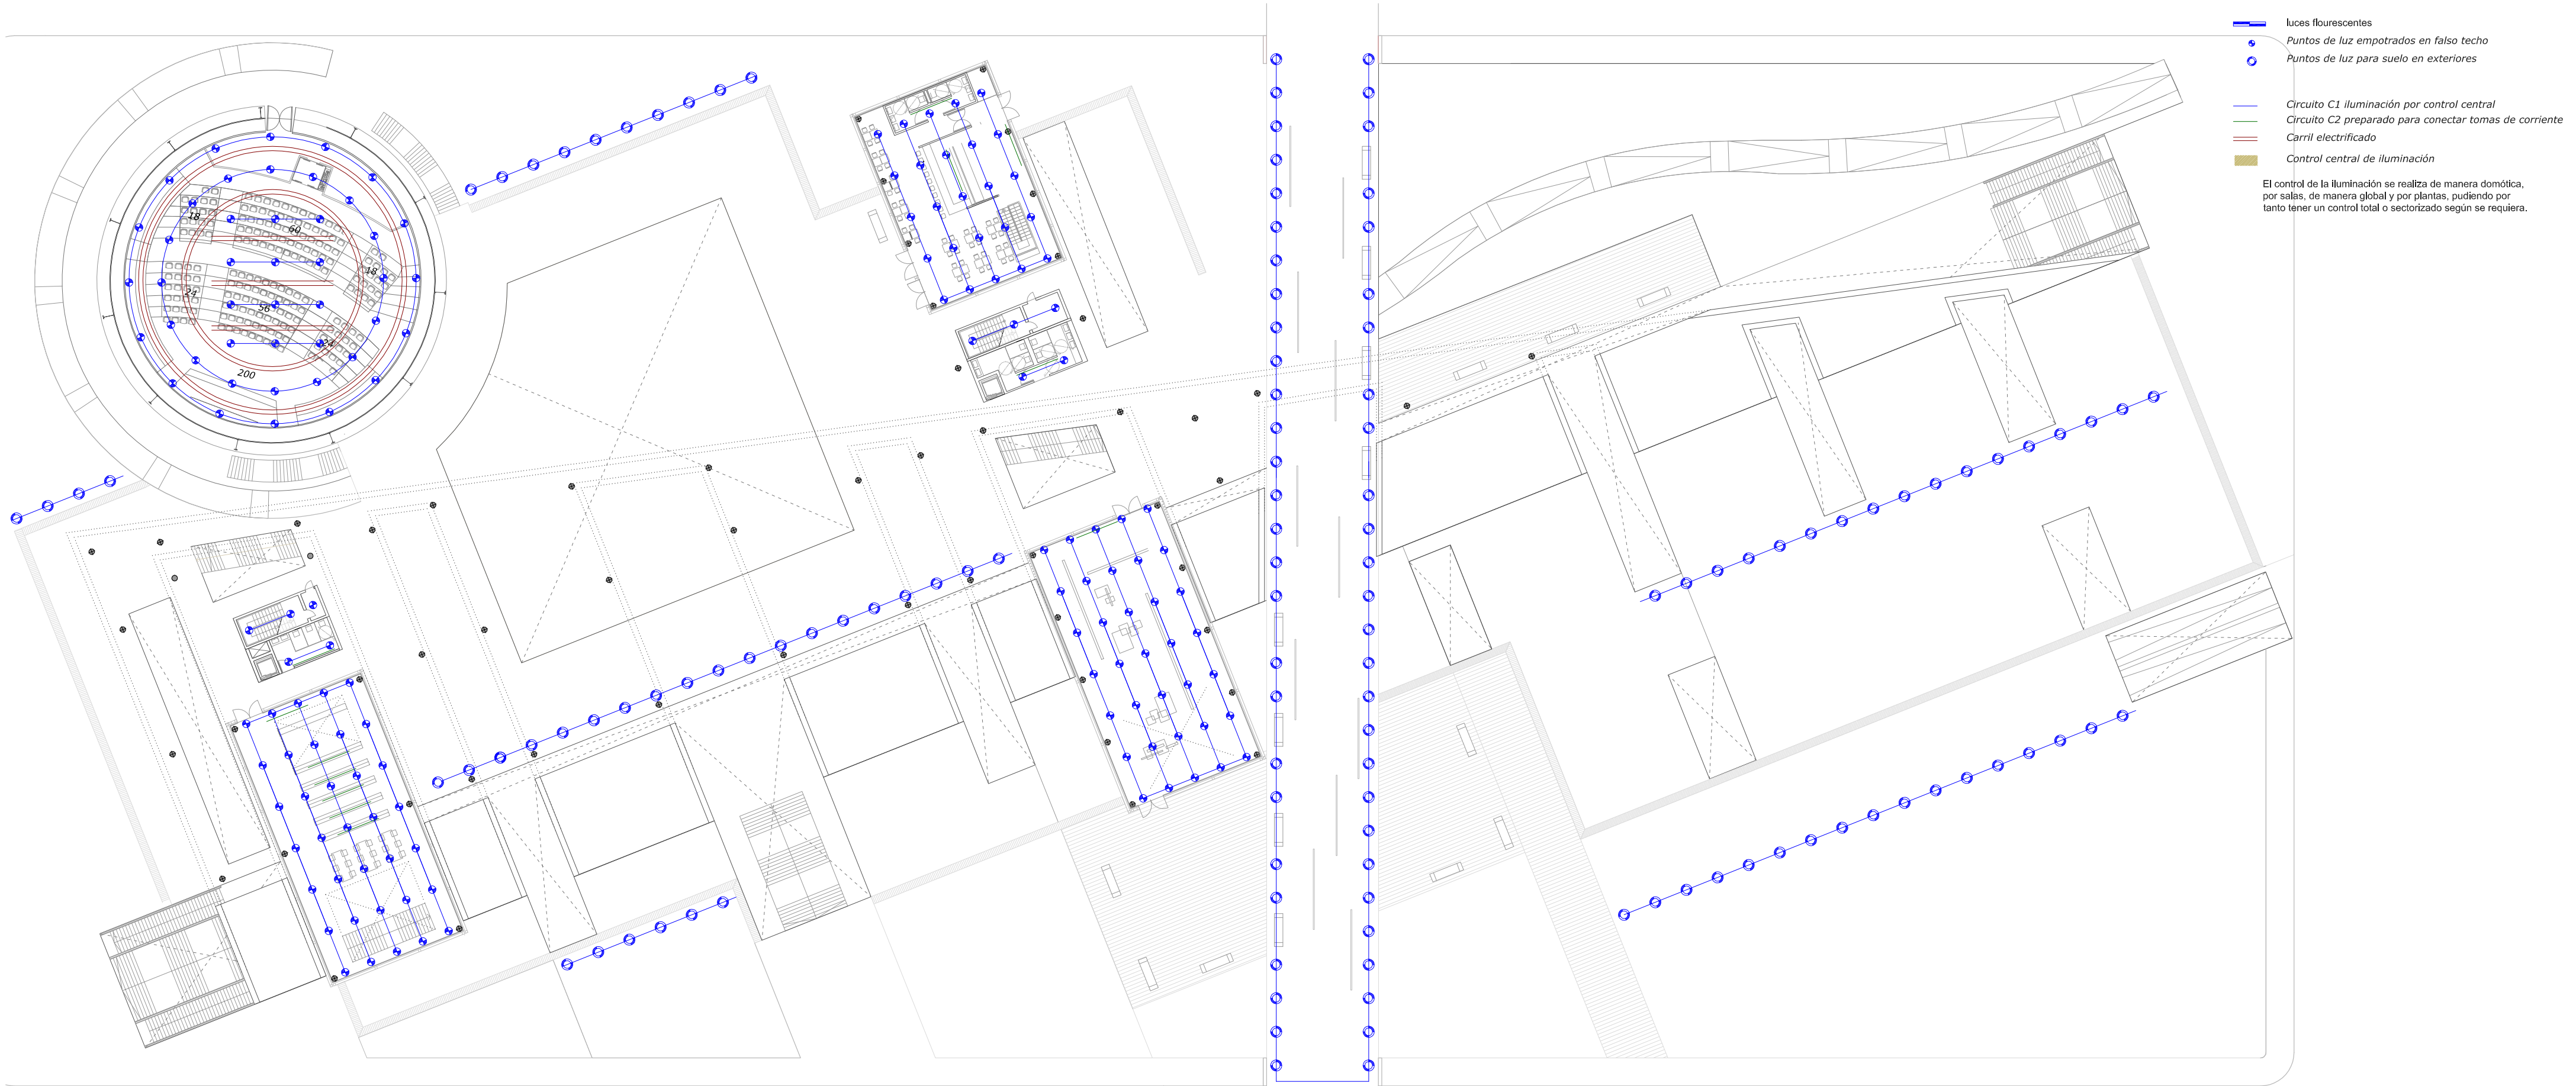 luces flourescentes
Puntos de luz empotrados en falso techo
Puntos de luz para suelo en exteriores
Circuito C1 iluminación por control central
Circuito C2 preparado para conectar tomas de corriente
Carril electrificado
Control central de iluminación
El control de la iluminación se realiza de manera domótica,
por salas, de manera global y por plantas, pudiendo por
tanto tener un control total o sectorizado según se requiera.
18
60
18
24
56
24
200